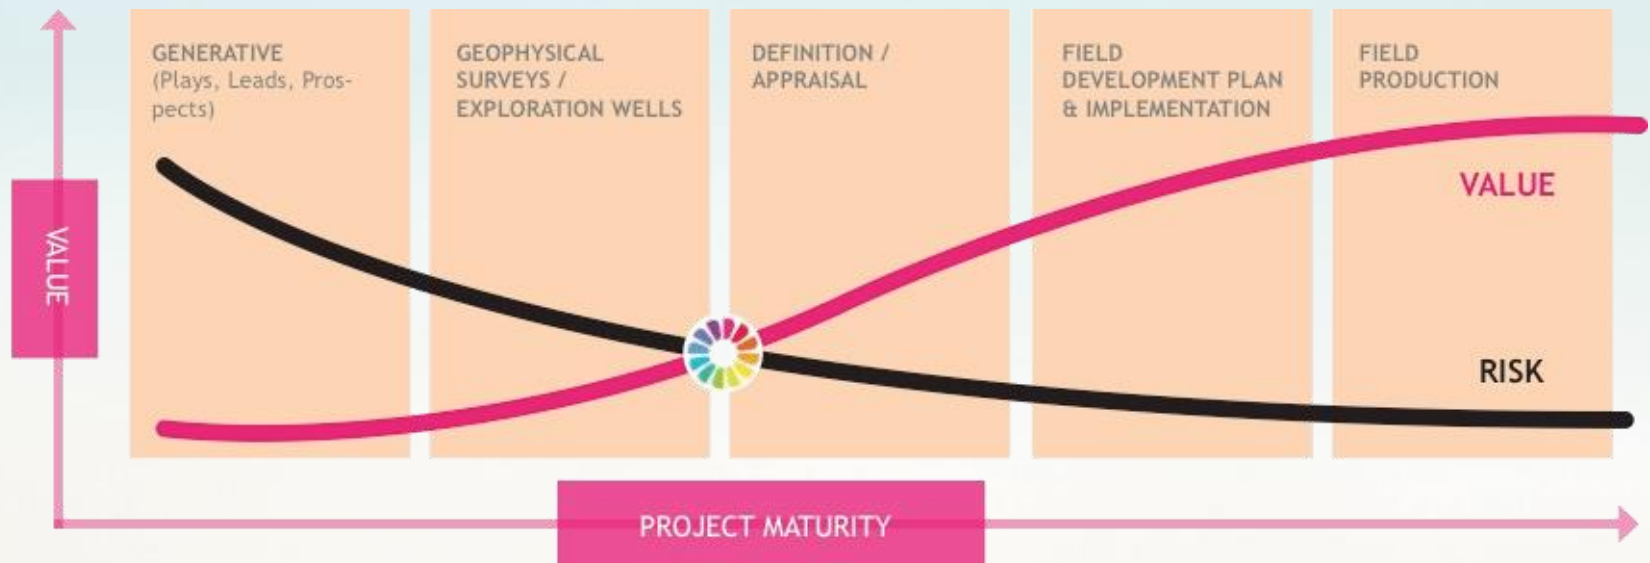 GENERATIVE
(Plays, Leads, Pros-
pects)
GEOPHYSICAL
SURVEYS /
EXPLORATION WELLS
DEFINITION /
APPRAISAL
FIELD
DEVELOPMENT PLAN
& IMPLEMENTATION
FIELD
PRODUCTION
VALUE
VALUE
RISK
PROJECT MATURITY